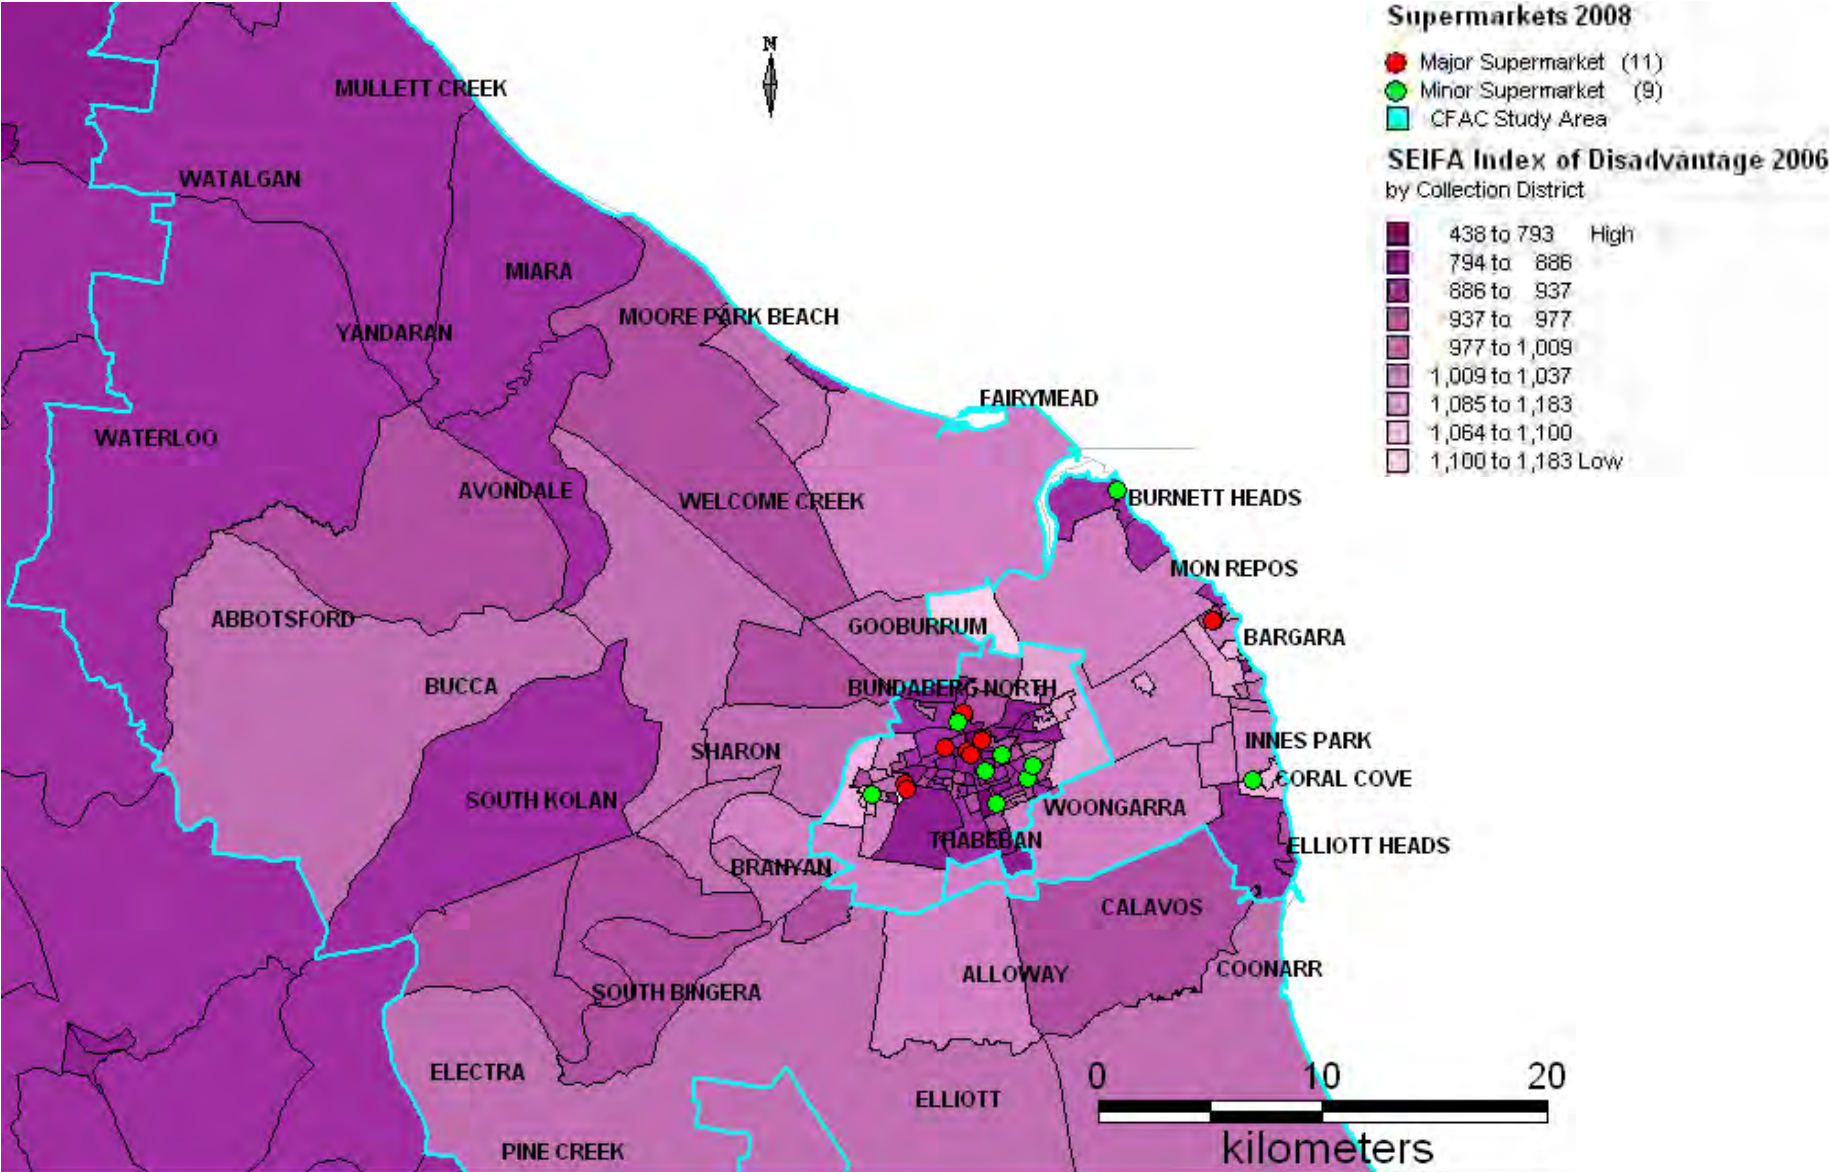 Supermarkets 2008
N
Major Supermarket (11)
MULLETT CREEK
Minor Supermarket (9)
CFAC Study Area
SEIFA Index of Disadvantage 2006
WATALGAN
by Collection District
438 to 793 High
794 to 886
MIARA
886 to 937
MOORE PARK BEACH
937 to 977
YANDARAN
977 to 1,009
1,009 to 1,037
FAIRYMEAD
1,085 to 1,183
WATERLOO
1,064 to 1,100
1,100 to 1,183 Low
AVONDALE
WELCOME CREEK
BURNETT HEADS
MON REPOS
ABBOTSFORD
GOOBURRUM
BARGARA
BUCCA
BUNDABERG NORTH
SHARON
INNES PARK
CORAL COVE
SOUTH KOLAN
WOONGARRA
THABEBAN
ELLIOTT HEADS
BRANYAN
CALAVOS
ALLOWAY
COONARR
SOUTH BINGERA
ELECTRA
0 10 20
ELLIOTT
kilometers
PINE CREEK